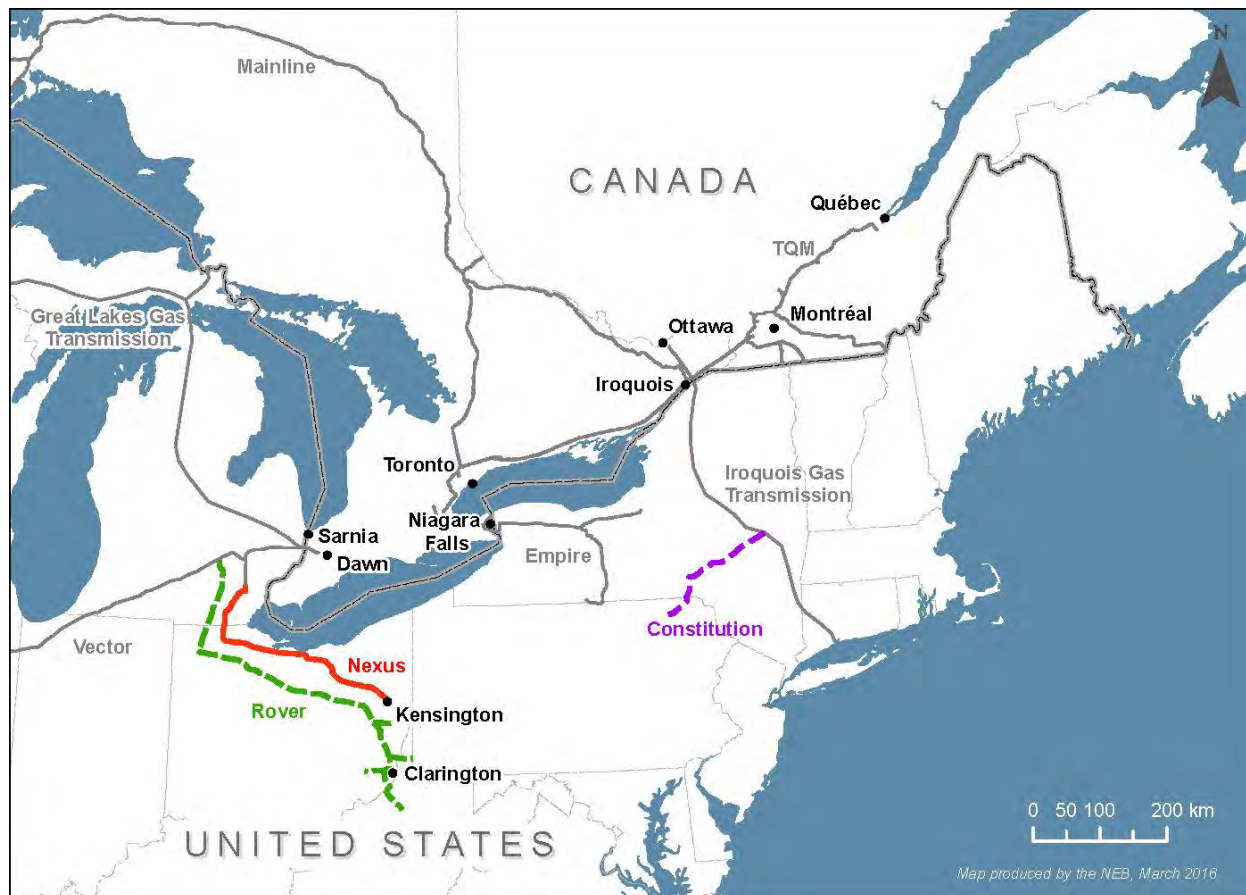 N
Mainline
CANADA
Québec
TQM
Great Lakes Gas
Transmission
Ottawa
Montréal
Iroquois
Toronto
Iroquois Gas
Transmission
Niagara
Falls
Sarnia
Dawn
Empire
Constitution
Vector
Nexus
Rover
Kensington
Clarington
0 50 100 200 km
UNITED STATES
Map produced by the NEB, March 2016